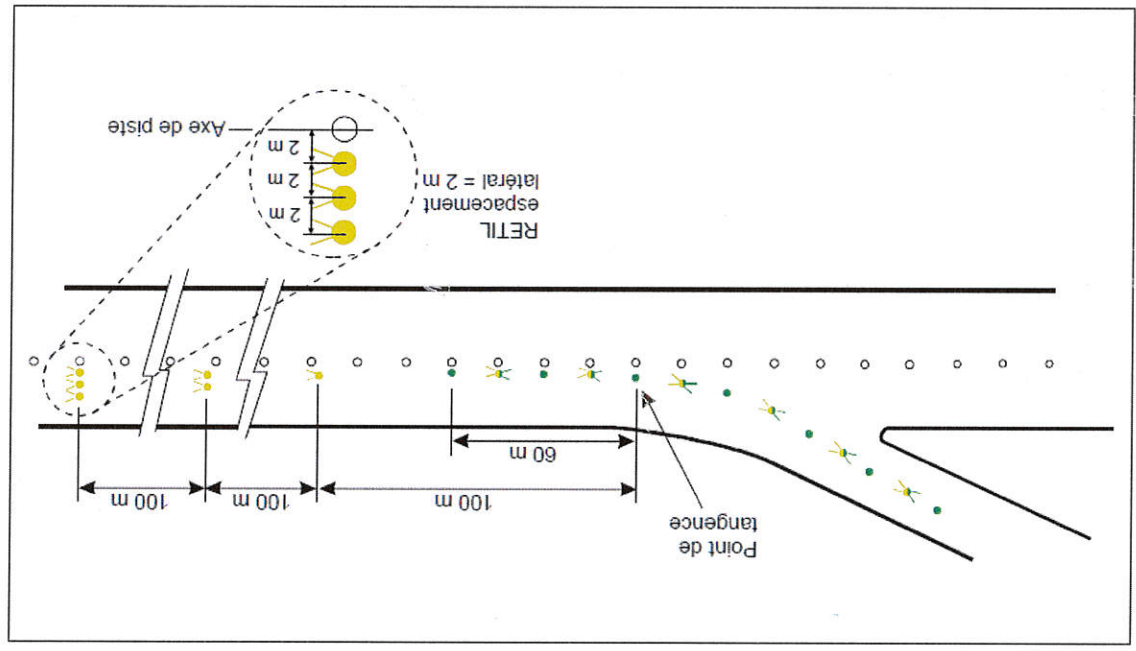 Point de
tangence
100 m
100 m
100 m
60 m
RETIL
espacement
latéral = 2 m
2 m
2 m
2 m
Axe de piste